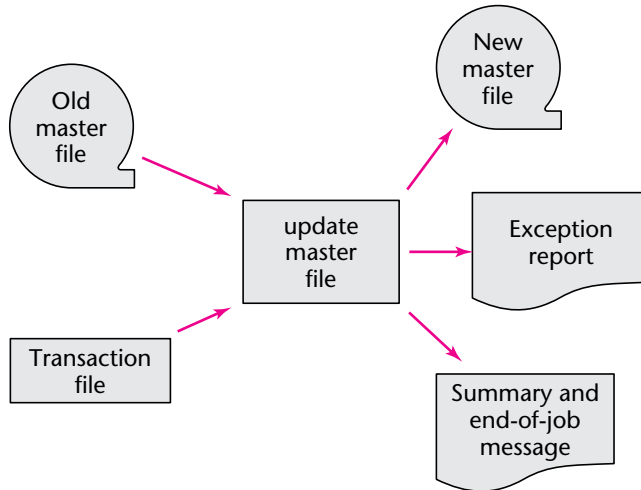 Old
master
file
New
master
file
update
master
file
Exception
report
Transaction
file
Summary and
end-of-job
message